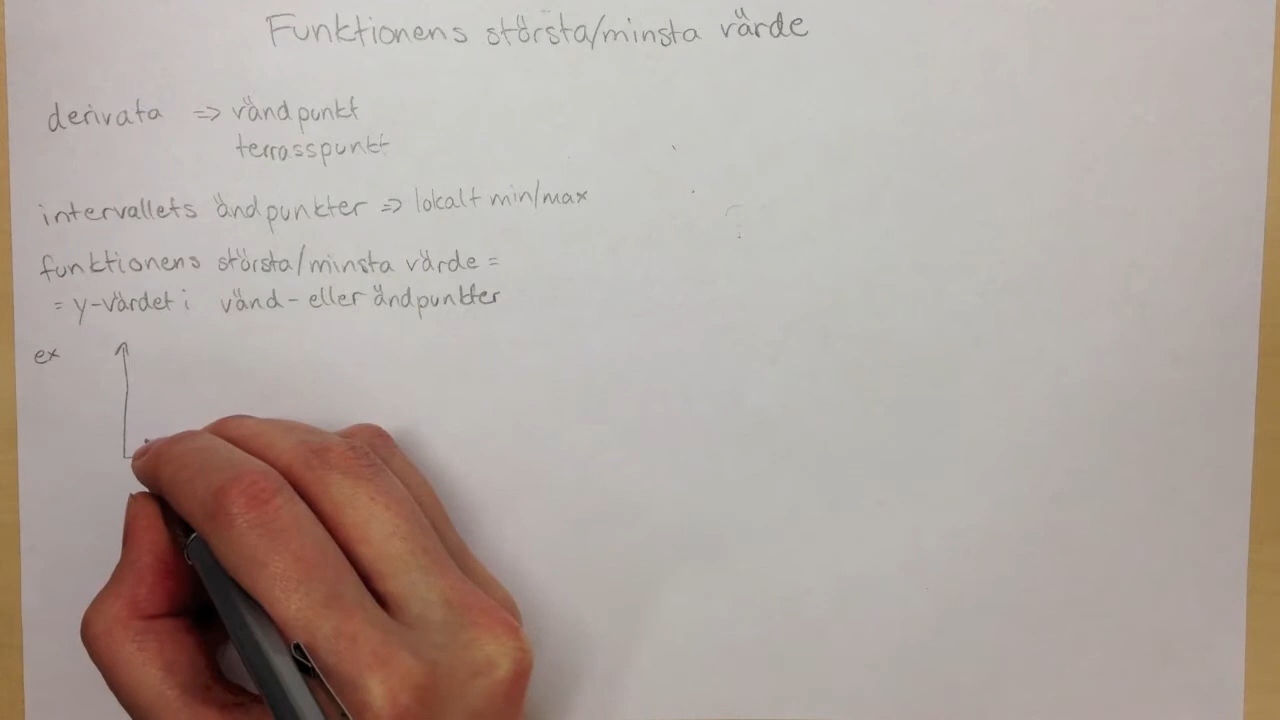 Funktionens största/minsta värde
derivata => vändpunkt
terrasspunkt
intervallets ändpunkter => lokalt min/max
funktionens största/minsta värde =
= y-värdet i vänd- eller ändpunkter
ex